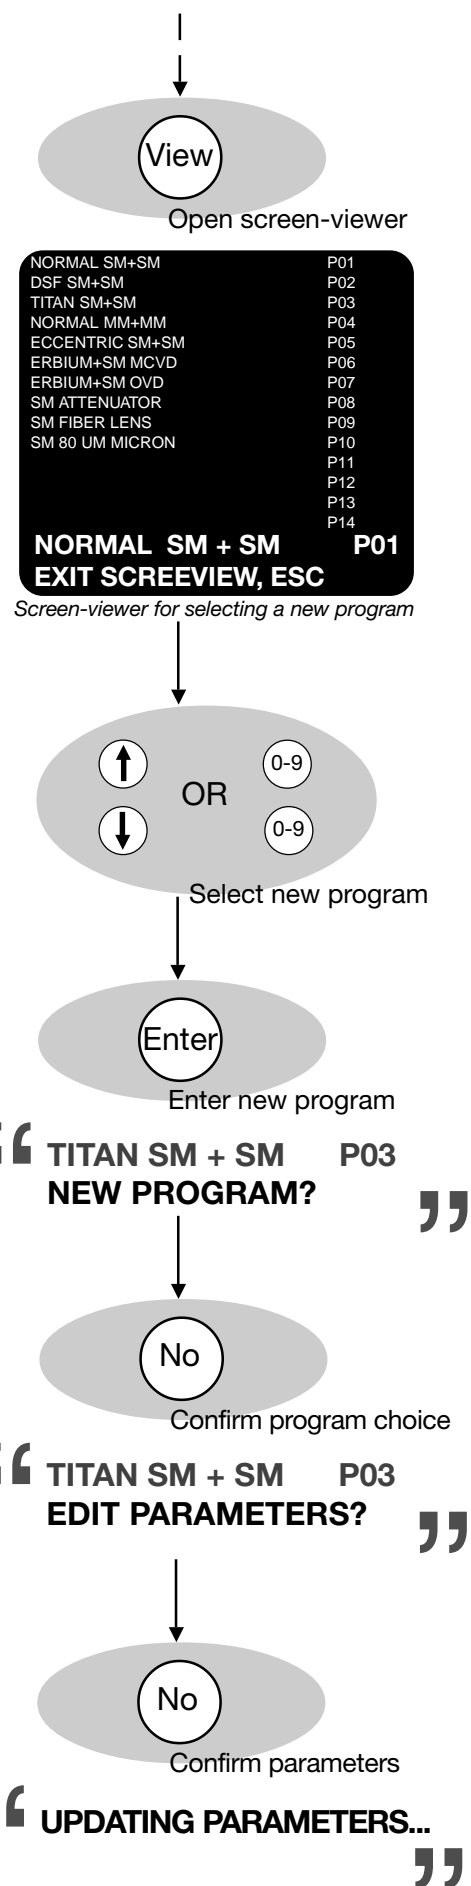 View
Open screen-viewer
NORMAL SM+SM P01
DSF SM+SM P02
TITAN SM+SM P03
NORMAL MM+MM P04
ECCENTRIC SM+SM P05
ERBIUM+SM MCVD P06
ERBIUM+SM OVD P07
SM ATTENUATOR P08
SM FIBER LENS P09
SM 80 UM MICRON P10
P11
P12
P13
P14
NORMAL SM + SM P01
EXIT SCREEVIEW, ESC
Screen-viewer for selecting a new program
0-9
OR
0-9
Select new program
Enter
Enter new program
“ TITAN SM + SM P03
NEW PROGRAM? ”
No
Confirm program choice
“ TITAN SM + SM P03
EDIT PARAMETERS? ”
No
Confirm parameters
‘ UPDATING PARAMETERS... ”